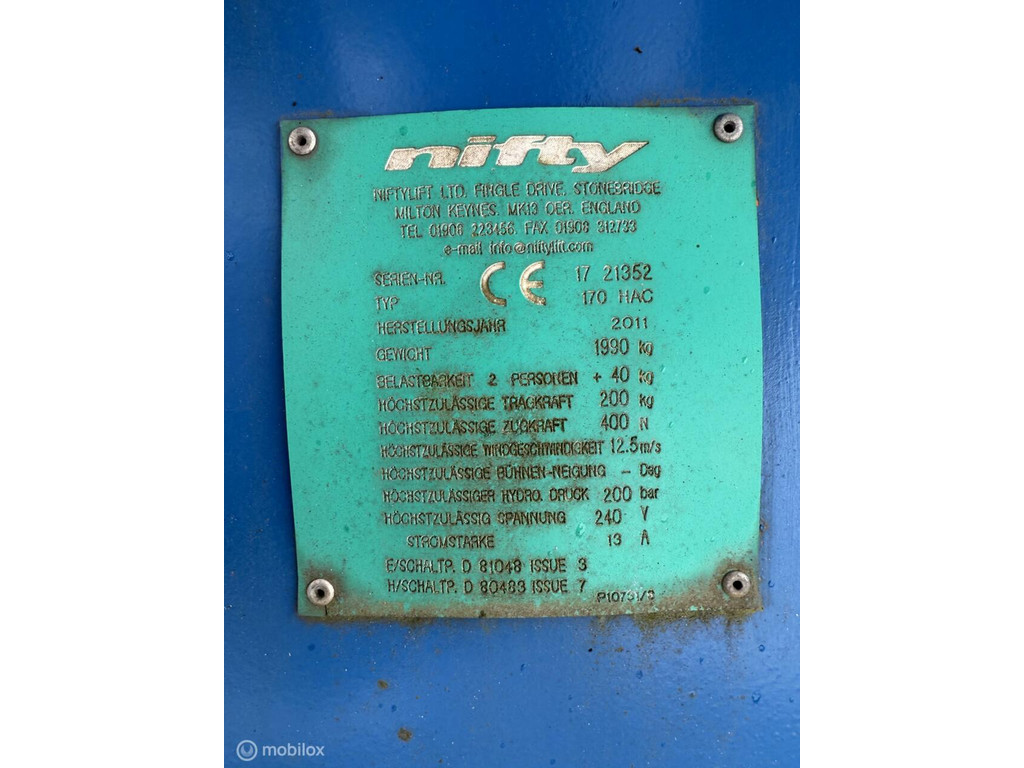 nifty
NIFTYLIFT LTD. FINGLE DRIVE, STONEBRIDGE
MILTON KEYNES. MK13 OER. ENGLAND
TEL 01908 223456. FAX 01908 312733
e-mail info@niftylift.com
SERIEN-NR. CE 17 21352
TYP 170 HAC
HERSTELLUNGSJAHR 2011
GEWICHT 1990 kg
BELASTBARKEIT 2 PERSONEN + 40 kg
HÖCHSTZULÄSSIGE TRAGKRAFT 200 kg
HÖCHSTZULÄSSIGE ZUGKRAFT 400 N
HÖCHSTZULÄSSIGE WINDGESCHWINDIGKEIT 12.5 m/s
HÖCHSTZULÄSSIGE BÜHNEN-NEIGUNG - Deg
HÖCHSTZULÄSSIGER HYDRO. DRUCK 200 bar
HÖCHSTZULÄSSIG SPANNUNG 240 V
STROMSTARKE 13 A
E/SCHALTP. D 81048 ISSUE 3
H/SCHALTP. D 80483 ISSUE 7
mobilox